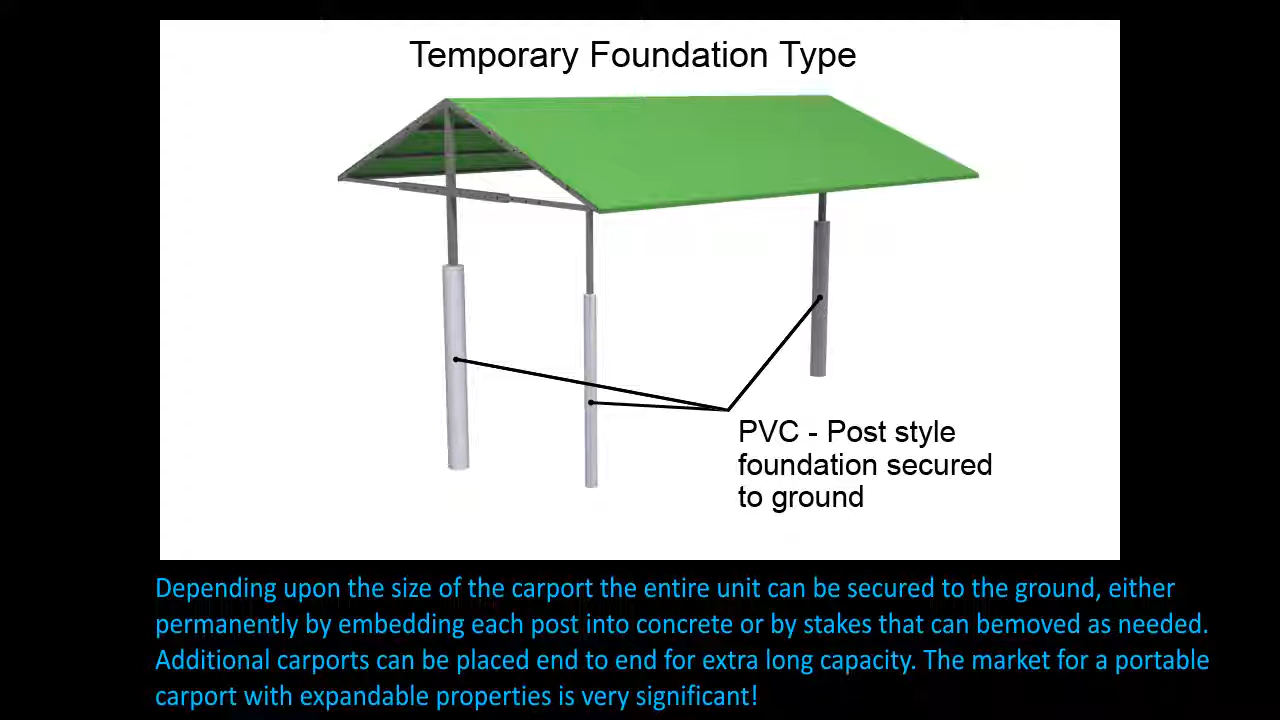 Temporary Foundation Type
PVC - Post style
foundation secured
to ground
Depending upon the size of the carport the entire unit can be secured to the ground, either
permanently by embedding each post into concrete or by stakes that can bemoved as needed.
Additional carports can be placed end to end for extra long capacity. The market for a portable
carport with expandable properties is very significant!